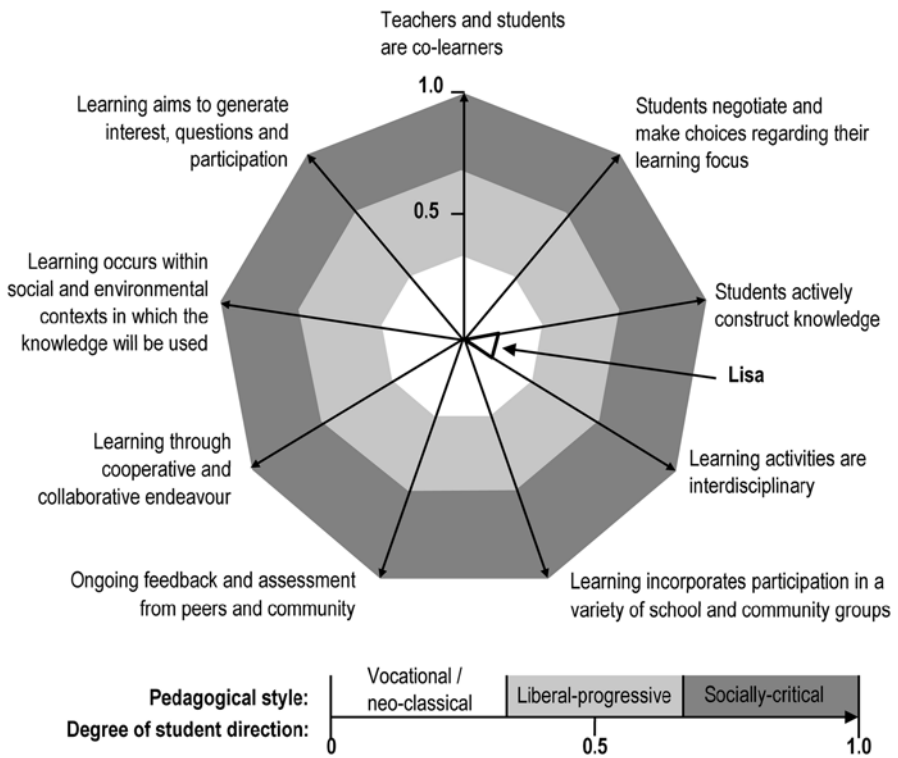 Teachers and students
are co-learners
1.0
Learning aims to generate
interest, questions and
participation
Students negotiate and
make choices regarding their
learning focus
0.5
Learning occurs within
social and environmental
contexts in which the
knowledge will be used
Students actively
construct knowledge
Lisa
Learning through
cooperative and
collaborative endeavour
Learning activities are
interdisciplinary
Ongoing feedback and assessment
from peers and community
Learning incorporates participation in a
variety of school and community groups
Pedagogical style:
Vocational /
neo-classical
Liberal-progressive
Socially-critical
Degree of student direction:
0
0.5
1.0